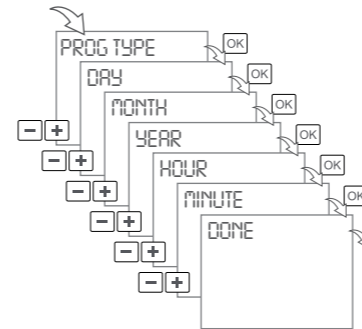 PROG TYPE
OK
DAY
OK
MONTH
OK
− +
YEAR
OK
− +
HOUR
OK
− +
MINUTE
OK
− +
DONE
− +
− +